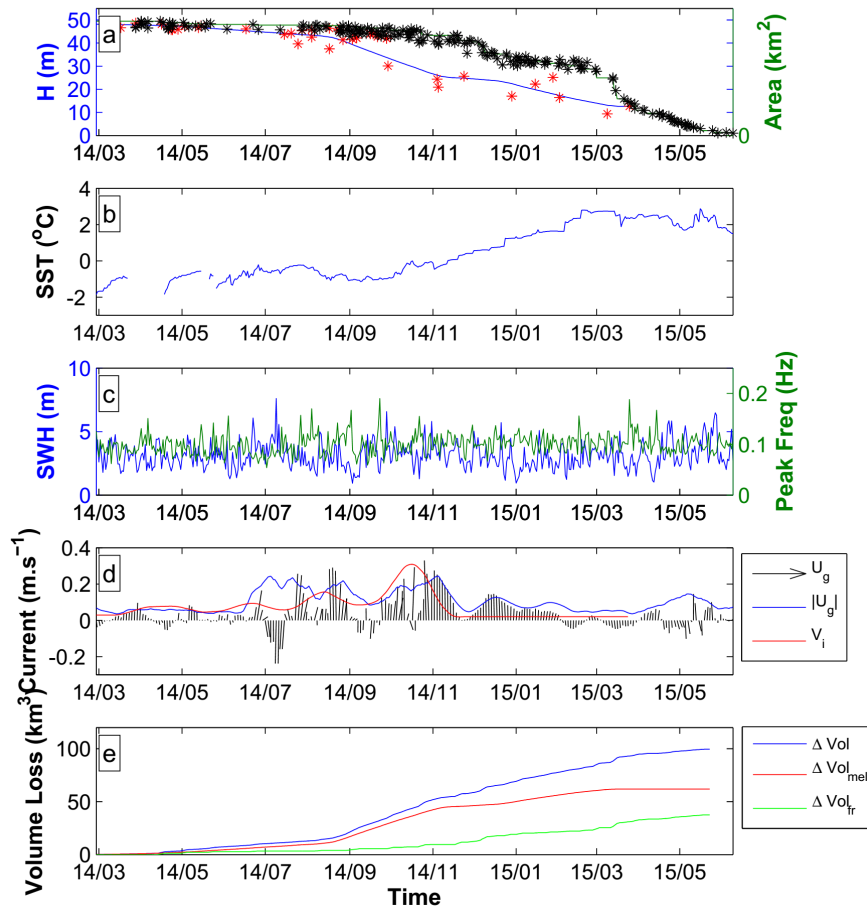 a
H (m)
50
40
30
20
10
0
Area (km²)
0
14/03 14/05 14/07 14/09 14/11 15/01 15/03 15/05
b
SST (°C)
4
2
0
-2
14/03 14/05 14/07 14/09 14/11 15/01 15/03 15/05
c
SWH (m)
10
5
0
Peak Freq (Hz)
0.2
0.1
0
14/03 14/05 14/07 14/09 14/11 15/01 15/03 15/05
d
Current (m.s⁻¹)
0.4
0.2
0
-0.2
U_g
|U_g|
V_i
14/03 14/05 14/07 14/09 14/11 15/01 15/03 15/05
e
Volume Loss (km³)
100
50
0
Δ Vol
Δ Vol_mel
Δ Vol_fr
14/03 14/05 14/07 14/09 14/11 15/01 15/03 15/05
Time